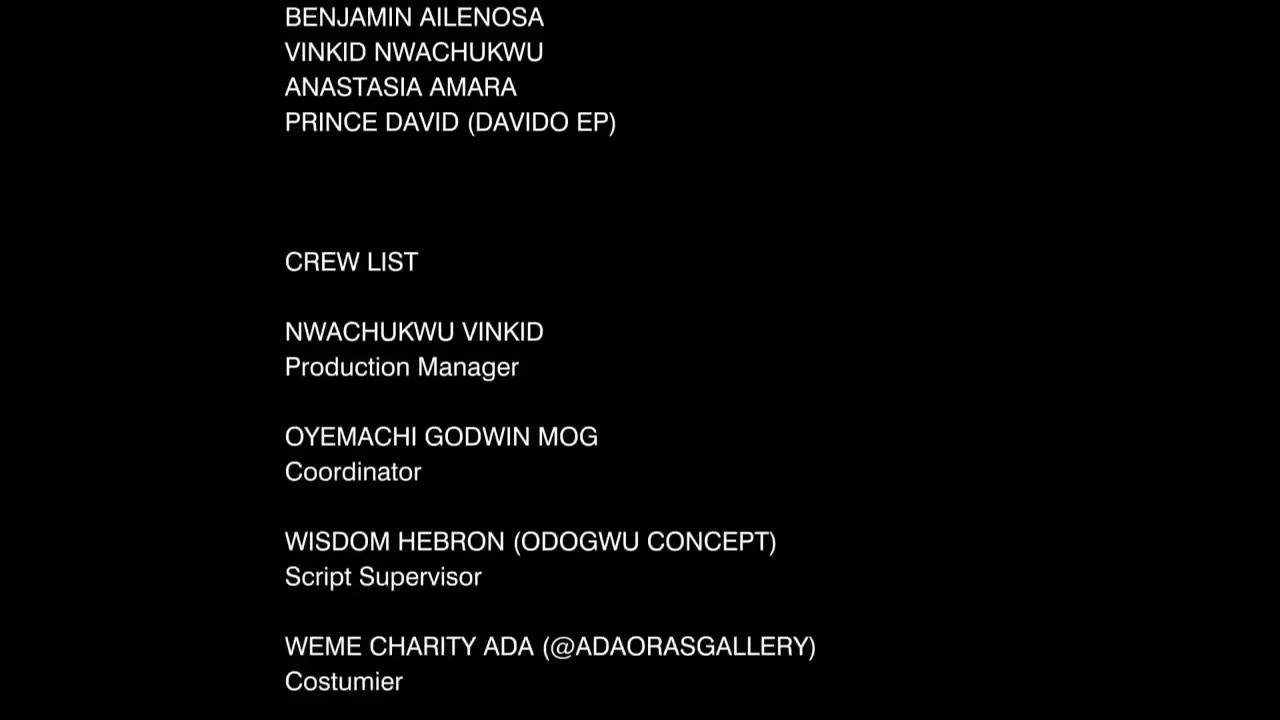 BENJAMIN AILENOSA
VINKID NWACHUKWU
ANASTASIA AMARA
PRINCE DAVID (DAVIDO EP)
CREW LIST
NWACHUKWU VINKID
Production Manager
OYEMACHI GODWIN MOG
Coordinator
WISDOM HEBRON (ODOGWU CONCEPT)
Script Supervisor
WEME CHARITY ADA (@ADAORASGALLERY)
Costumier